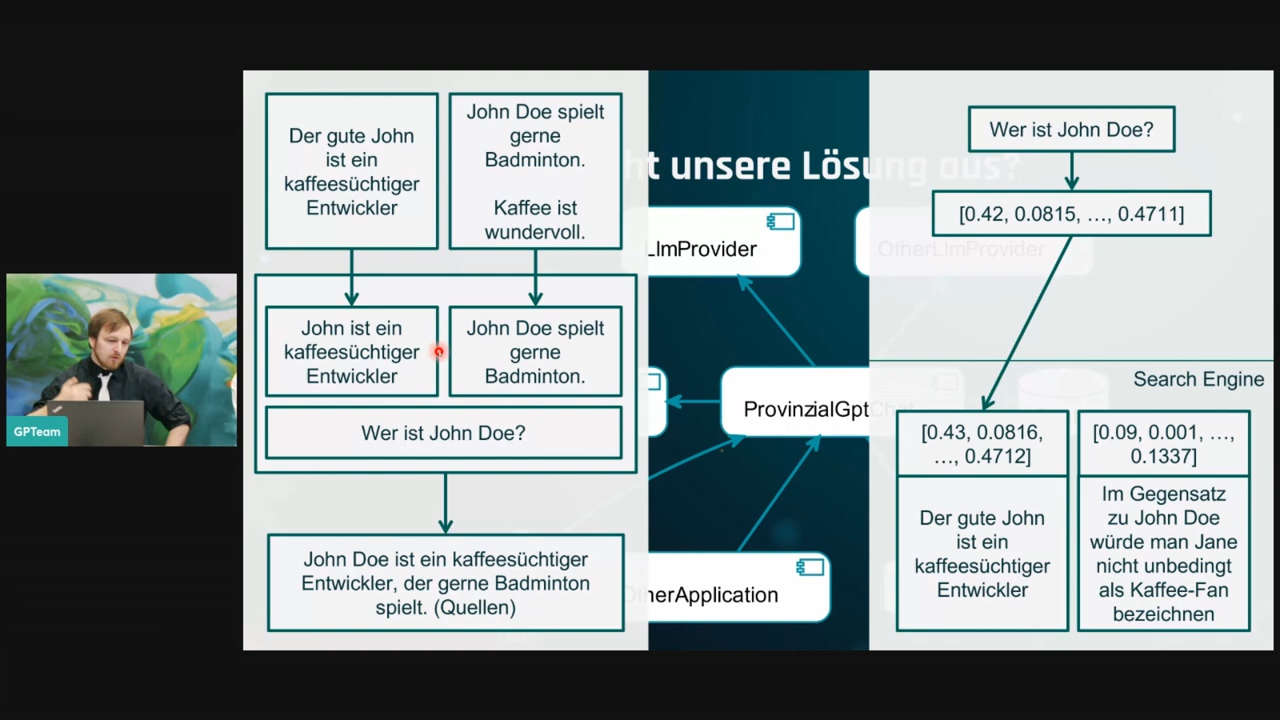 GPTeam
Der gute John
ist ein
kaffeesüchtiger
Entwickler
John Doe spielt
gerne
Badminton.
Kaffee ist
wundervoll.
John ist ein
kaffeesüchtiger
Entwickler
John Doe spielt
gerne
Badminton.
Wer ist John Doe?
John Doe ist ein kaffeesüchtiger
Entwickler, der gerne Badminton
spielt. (Quellen)
ht unsere Lösung aus?
LlmProvider
OtherLlmProvider
ProvinzialGptChat
OtherApplication
Wer ist John Doe?
[0.42, 0.0815, …, 0.4711]
Search Engine
[0.43, 0.0816,
…, 0.4712]
Der gute John
ist ein
kaffeesüchtiger
Entwickler
[0.09, 0.001, …,
0.1337]
Im Gegensatz
zu John Doe
würde man Jane
nicht unbedingt
als Kaffee-Fan
bezeichnen